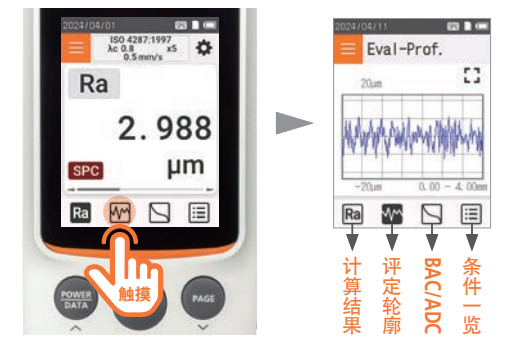 2024/04/01
ISO 4287:1997
λc 0.8 x5
0.5mm/s
Ra
2.988
SPC
μm
Ra
触摸
POWER
DATA
PAGE
2024/04/11
Eval-Prof.
20μm
-20μm 0.00 - 4.00mm
Ra
计算结果
评定轮廓
BAC/ADC
条件一览